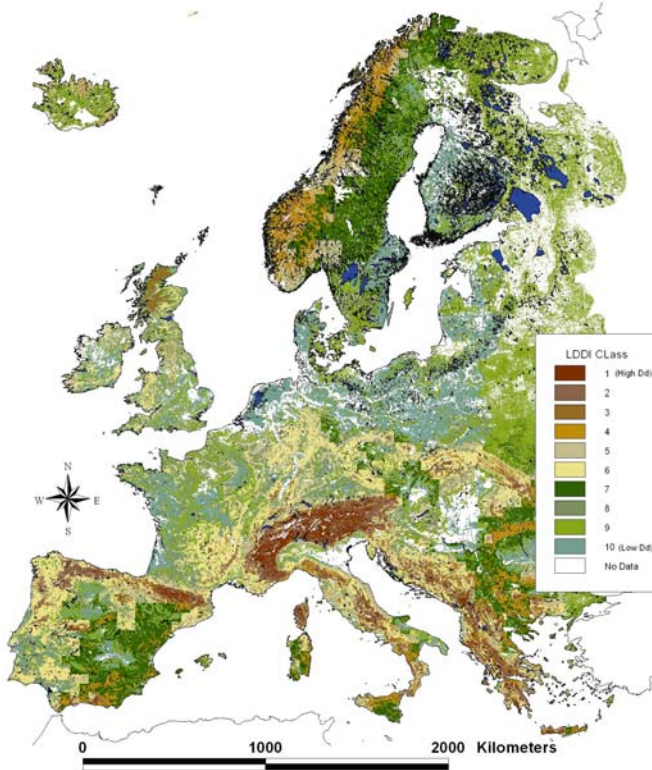 N
W E
S
LDDI CLass
1 (High Dd)
2
3
4
5
6
7
8
9
10 (Low Dd)
No Data
0 1000 2000 Kilometers